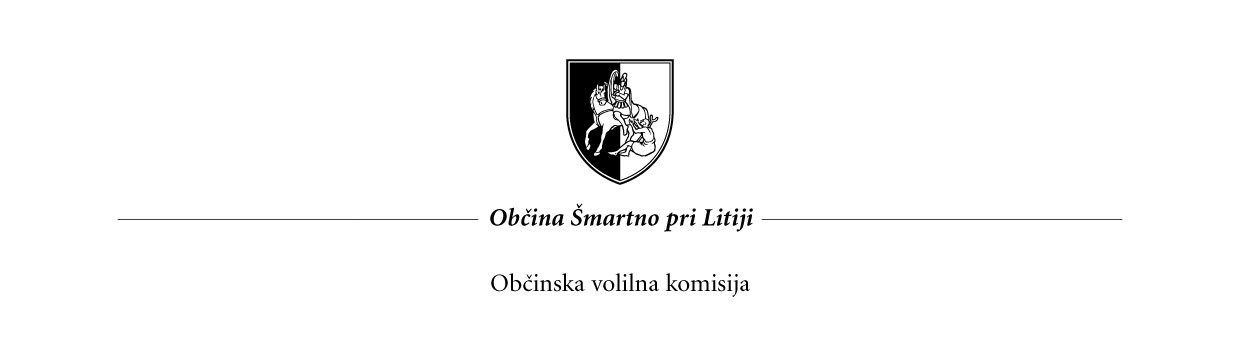 Občina Šmartno pri Litiji
Občinska volilna komisija